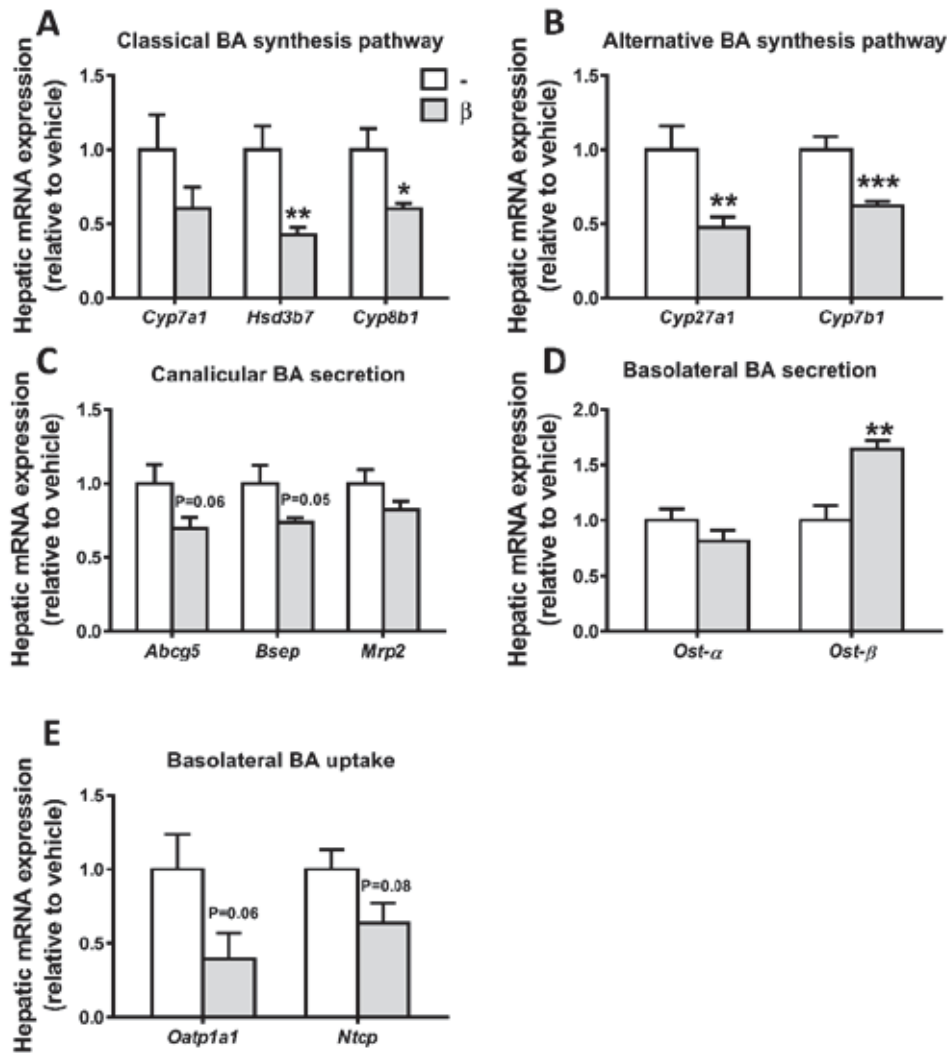 A
Classical BA synthesis pathway
Hepatic mRNA expression
(relative to vehicle)
1.5
1.0
0.5
0.0
-
β
**
*
Cyp7a1 Hsd3b7 Cyp8b1
B
Alternative BA synthesis pathway
Hepatic mRNA expression
(relative to vehicle)
1.5
1.0
0.5
0.0
**
***
Cyp27a1 Cyp7b1
C
Canalicular BA secretion
Hepatic mRNA expression
(relative to vehicle)
1.5
1.0
0.5
0.0
P=0.06
P=0.05
Abcg5 Bsep Mrp2
D
Basolateral BA secretion
Hepatic mRNA expression
(relative to vehicle)
2.0
1.5
1.0
0.5
0.0
**
Ost-α Ost-β
E
Basolateral BA uptake
Hepatic mRNA expression
(relative to vehicle)
1.5
1.0
0.5
0.0
P=0.06
P=0.08
Oatp1a1 Ntcp